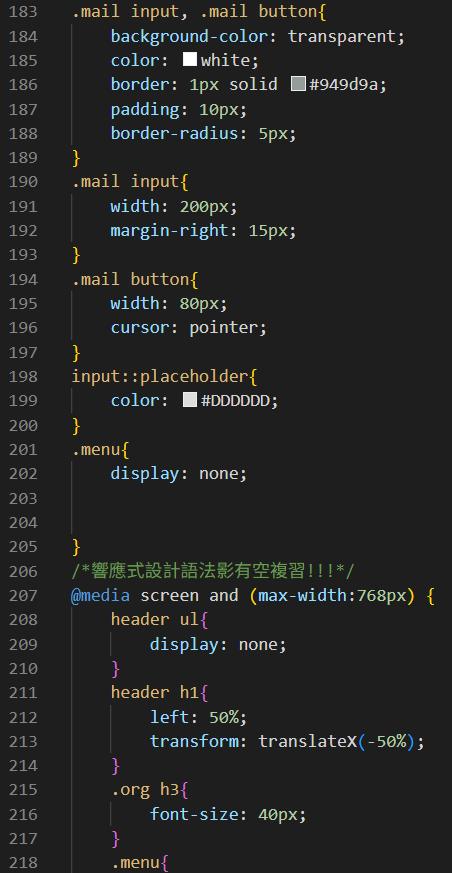 183 .mail input, .mail button{
184     background-color: transparent;
185     color: white;
186     border: 1px solid #949d9a;
187     padding: 10px;
188     border-radius: 5px;
189 }
190 .mail input{
191     width: 200px;
192     margin-right: 15px;
193 }
194 .mail button{
195     width: 80px;
196     cursor: pointer;
197 }
198 input::placeholder{
199     color: #DDDDDD;
200 }
201 .menu{
202     display: none;
203
204
205 }
206 /*響應式設計語法影有空複習!!!*/
207 @media screen and (max-width:768px) {
208     header ul{
209         display: none;
210     }
211     header h1{
212         left: 50%;
213         transform: translateX(-50%);
214     }
215     .org h3{
216         font-size: 40px;
217     }
218     .menu{